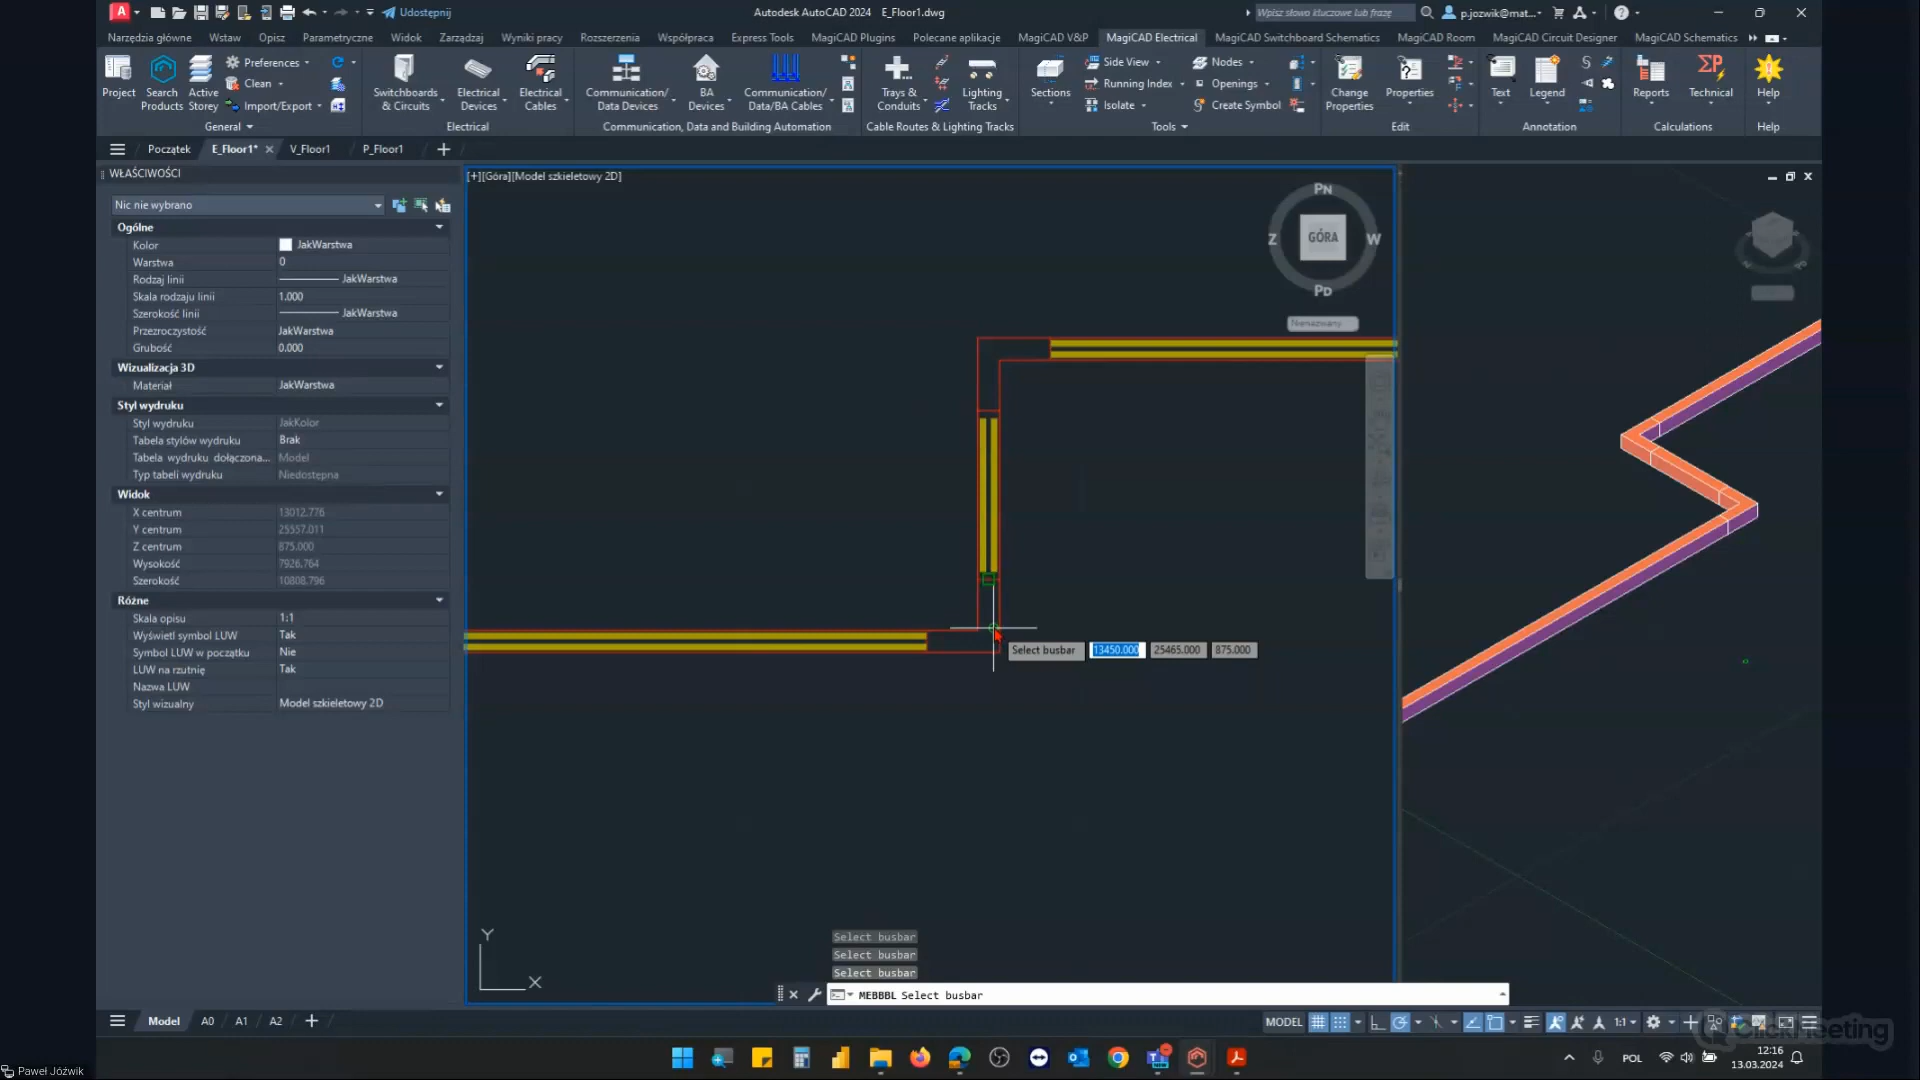 Udostępnij
Autodesk AutoCAD 2024 E_Floor1.dwg
Wpisz słowo kluczowe lub frazę
p.jozwik@mat...
Narzędzia główne Wstaw Opisz Parametryczne Widok Zarządzaj Wyniki pracy Rozszerzenia Współpraca Express Tools MagiCAD Plugins Polecane aplikacje MagiCAD V&P MagiCAD Electrical MagiCAD Switchboard Schematics MagiCAD Room MagiCAD Circuit Designer MagiCAD Schematics
Project
Search Products
Active Storey
Preferences
Clean
Import/Export
Switchboards & Circuits
Electrical Devices
Electrical Cables
Communication/ Data Devices
BA Devices
Communication/ Data/BA Cables
Trays & Conduits
Lighting Tracks
Sections
Side View
Running Index
Isolate
Nodes
Openings
Create Symbol
Change Properties
Properties
Text
Legend
Reports
Technical
Help
General Electrical Communication, Data and Building Automation Cable Routes & Lighting Tracks Tools Edit Annotation Calculations Help
Początek E_Floor1* V_Floor1 P_Floor1
WŁAŚCIWOŚCI
[+][Góra][Model szkieletowy 2D]
Nic nie wybrano
Ogólne
Kolor JakWarstwa
Warstwa 0
Rodzaj linii JakWarstwa
Skala rodzaju linii 1.000
Szerokość linii JakWarstwa
Przezroczystość JakWarstwa
Grubość 0.000
Wizualizacja 3D
Materiał JakWarstwa
Styl wydruku
Styl wydruku JakKolor
Tabela stylów wydruku Brak
Tabela wydruku dołączona... Model
Typ tabeli wydruku Niedostępna
Widok
X centrum 13012.776
Y centrum 25557.011
Z centrum 875.000
Wysokość 7926.764
Szerokość 10808.796
Różne
Skala opisu 1:1
Wyświetl symbol LUW Tak
Symbol LUW w początku Nie
LUW na rzutnię Tak
Nazwa LUW
Styl wizualny Model szkieletowy 2D
PN
Z GÓRA W
PD
Nienazwany
Select busbar 13450.000 25465.000 875.000
Y
X
Select busbar
Select busbar
Select busbar
MEBBBL Select busbar
Model A0 A1 A2
MODEL 1:1
ClickMeeting
POL
12:16
13.03.2024
Paweł Jóźwik